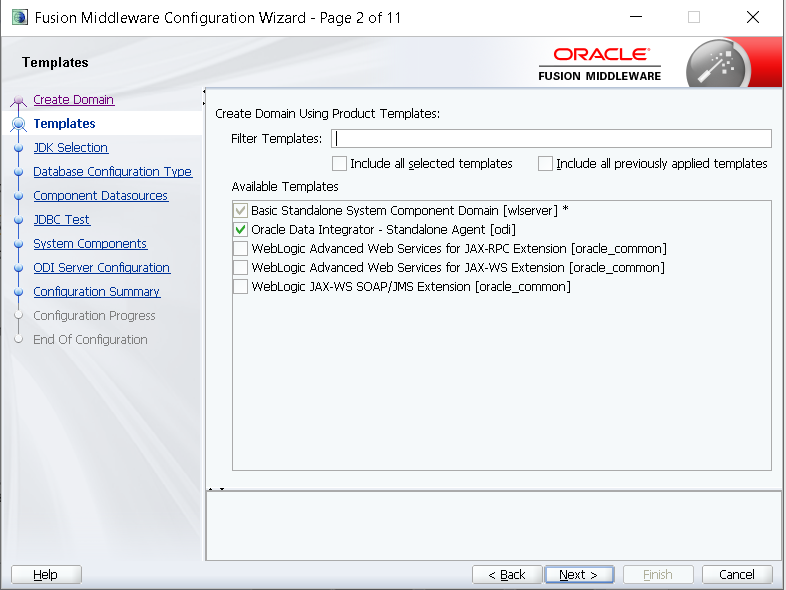 Fusion Middleware Configuration Wizard - Page 2 of 11
Templates
ORACLE
FUSION MIDDLEWARE
Create Domain
Templates
JDK Selection
Database Configuration Type
Component Datasources
JDBC Test
System Components
ODI Server Configuration
Configuration Summary
Configuration Progress
End Of Configuration
Create Domain Using Product Templates:
Filter Templates:
Include all selected templates
Include all previously applied templates
Available Templates
Basic Standalone System Component Domain [wlserver] *
Oracle Data Integrator - Standalone Agent [odi]
WebLogic Advanced Web Services for JAX-RPC Extension [oracle_common]
WebLogic Advanced Web Services for JAX-WS Extension [oracle_common]
WebLogic JAX-WS SOAP/JMS Extension [oracle_common]
Help
< Back
Next >
Finish
Cancel